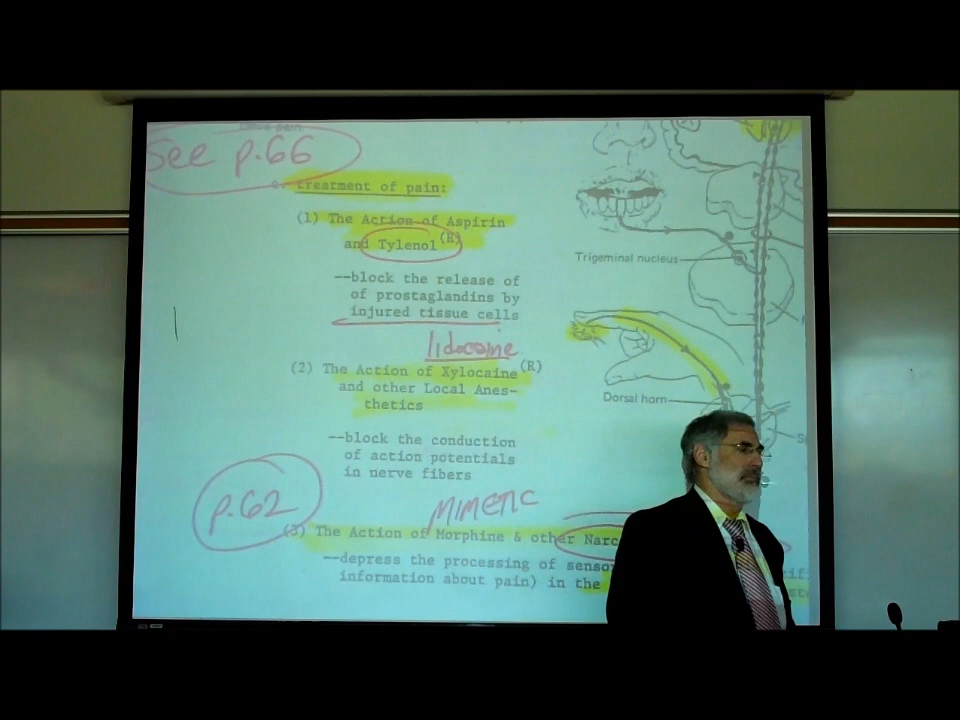 See p.66
treatment of pain:
(1) The Action of Aspirin
and Tylenol (R)
--block the release of
of prostaglandins by
injured tissue cells
lidocaine
(2) The Action of Xylocaine (R)
and other Local Anes-
thetics
--block the conduction
of action potentials
in nerve fibers
p.62
MIMETIC
(3) The Action of Morphine & other Narc
--depress the processing of senso
information about pain) in the
Trigeminal nucleus
Dorsal horn